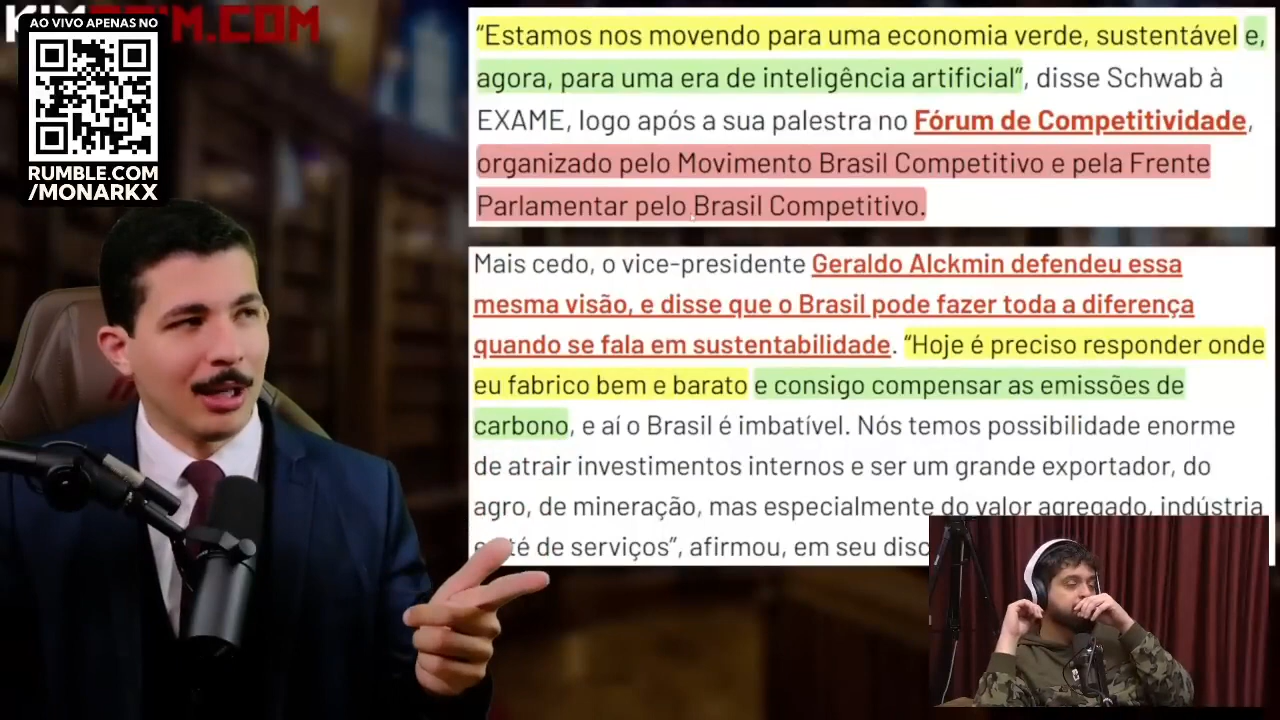 AO VIVO APENAS NO
RUMBLE.COM
/MONARKX
“Estamos nos movendo para uma economia verde, sustentável e,
agora, para uma era de inteligência artificial”, disse Schwab à
EXAME, logo após a sua palestra no Fórum de Competitividade,
organizado pelo Movimento Brasil Competitivo e pela Frente
Parlamentar pelo Brasil Competitivo.
Mais cedo, o vice-presidente Geraldo Alckmin defendeu essa
mesma visão, e disse que o Brasil pode fazer toda a diferença
quando se fala em sustentabilidade. “Hoje é preciso responder onde
eu fabrico bem e barato e consigo compensar as emissões de
carbono, e aí o Brasil é imbatível. Nós temos possibilidade enorme
de atrair investimentos internos e ser um grande exportador, do
agro, de mineração, mas especialmente do valor agregado, indústria
de serviços”, afirmou, em seu